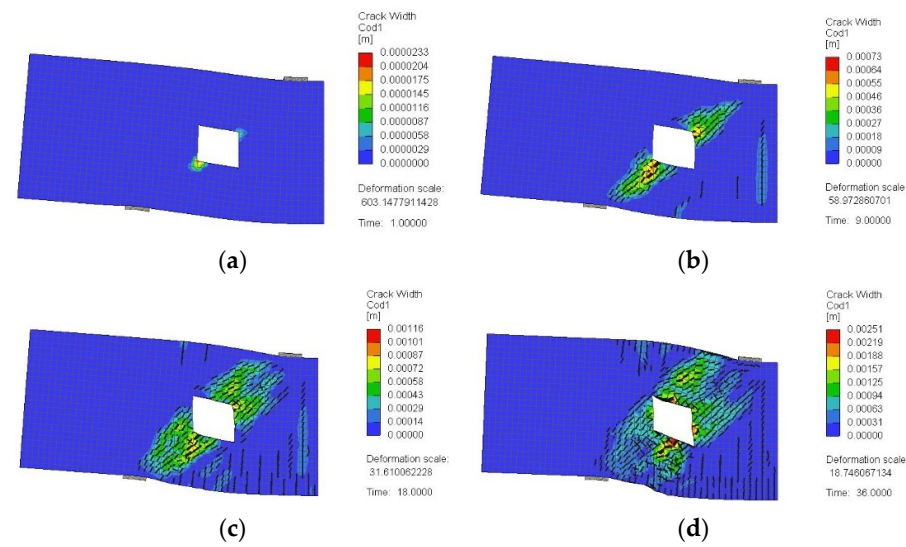 Crack Width
Cod1
[m]
0.0000233
0.0000204
0.0000175
0.0000145
0.0000116
0.0000087
0.0000058
0.0000029
0.0000000
Deformation scale:
603.1477911428
Time: 1.00000
(a)
Crack Width
Cod1
[m]
0.00073
0.00064
0.00055
0.00046
0.00036
0.00027
0.00018
0.00009
0.00000
Deformation scale
58.972860701
Time: 9.00000
(b)
Crack Width
Cod1
[m]
0.00116
0.00101
0.00087
0.00072
0.00058
0.00043
0.00029
0.00014
0.00000
Deformation scale:
31.610062228
Time: 18.0000
(c)
Crack Width
Cod1
[m]
0.00251
0.00219
0.00188
0.00157
0.00125
0.00094
0.00063
0.00031
0.00000
Deformation scale
18.746067134
Time: 36.0000
(d)